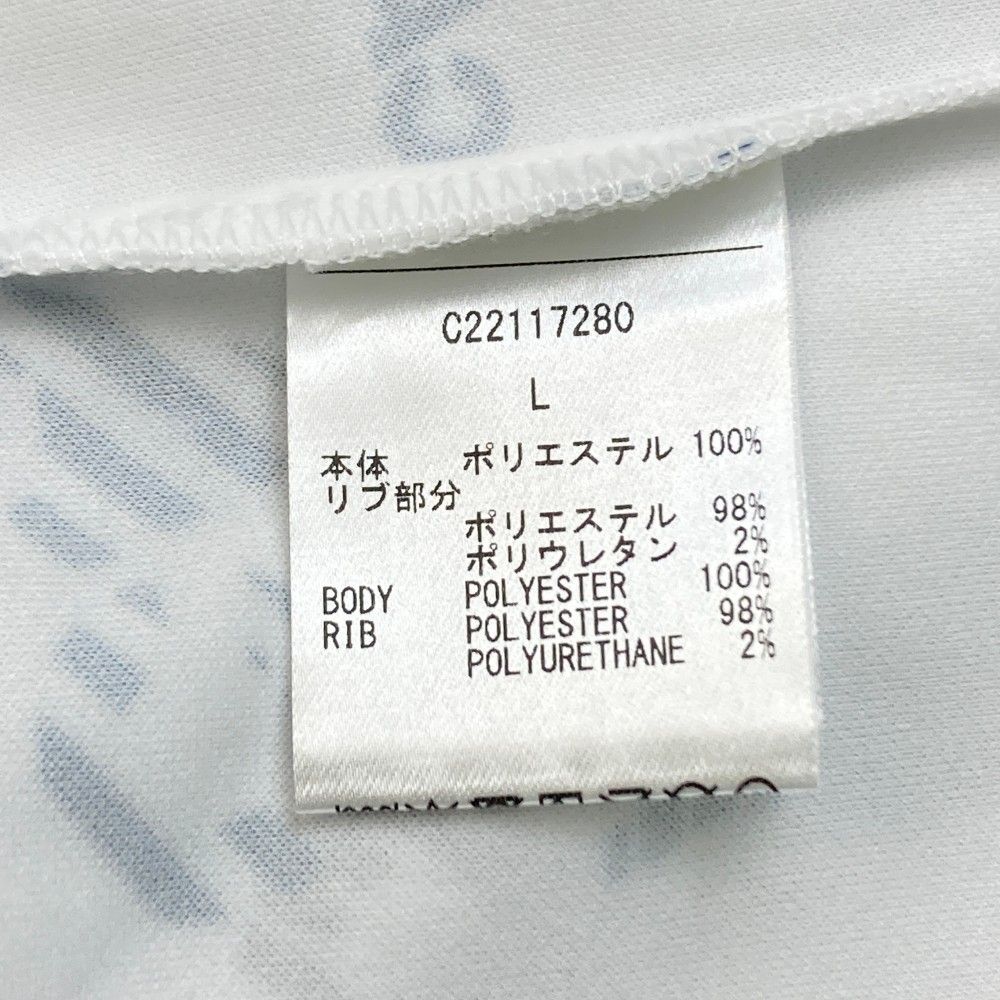 C22117280
L
本体 ポリエステル 100%
リブ部分
ポリエステル 98%
ポリウレタン 2%
BODY POLYESTER 100%
RIB POLYESTER 98%
POLYURETHANE 2%